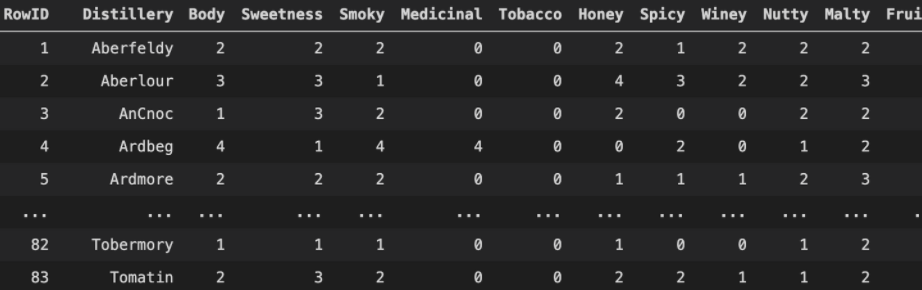 RowID Distillery Body Sweetness Smoky Medicinal Tobacco Honey Spicy Winey Nutty Malty Frui
1 Aberfeldy 2 2 2 0 0 2 1 2 2 2
2 Aberlour 3 3 1 0 0 4 3 2 2 3
3 AnCnoc 1 3 2 0 0 2 0 0 2 2
4 Ardbeg 4 1 4 4 0 0 2 0 1 2
5 Ardmore 2 2 2 0 0 1 1 1 2 3
... ... ... ... ... ... ... ... ... ... ... ... .
82 Tobermory 1 1 1 0 0 1 0 0 1 2
83 Tomatin 2 3 2 0 0 2 2 1 1 2